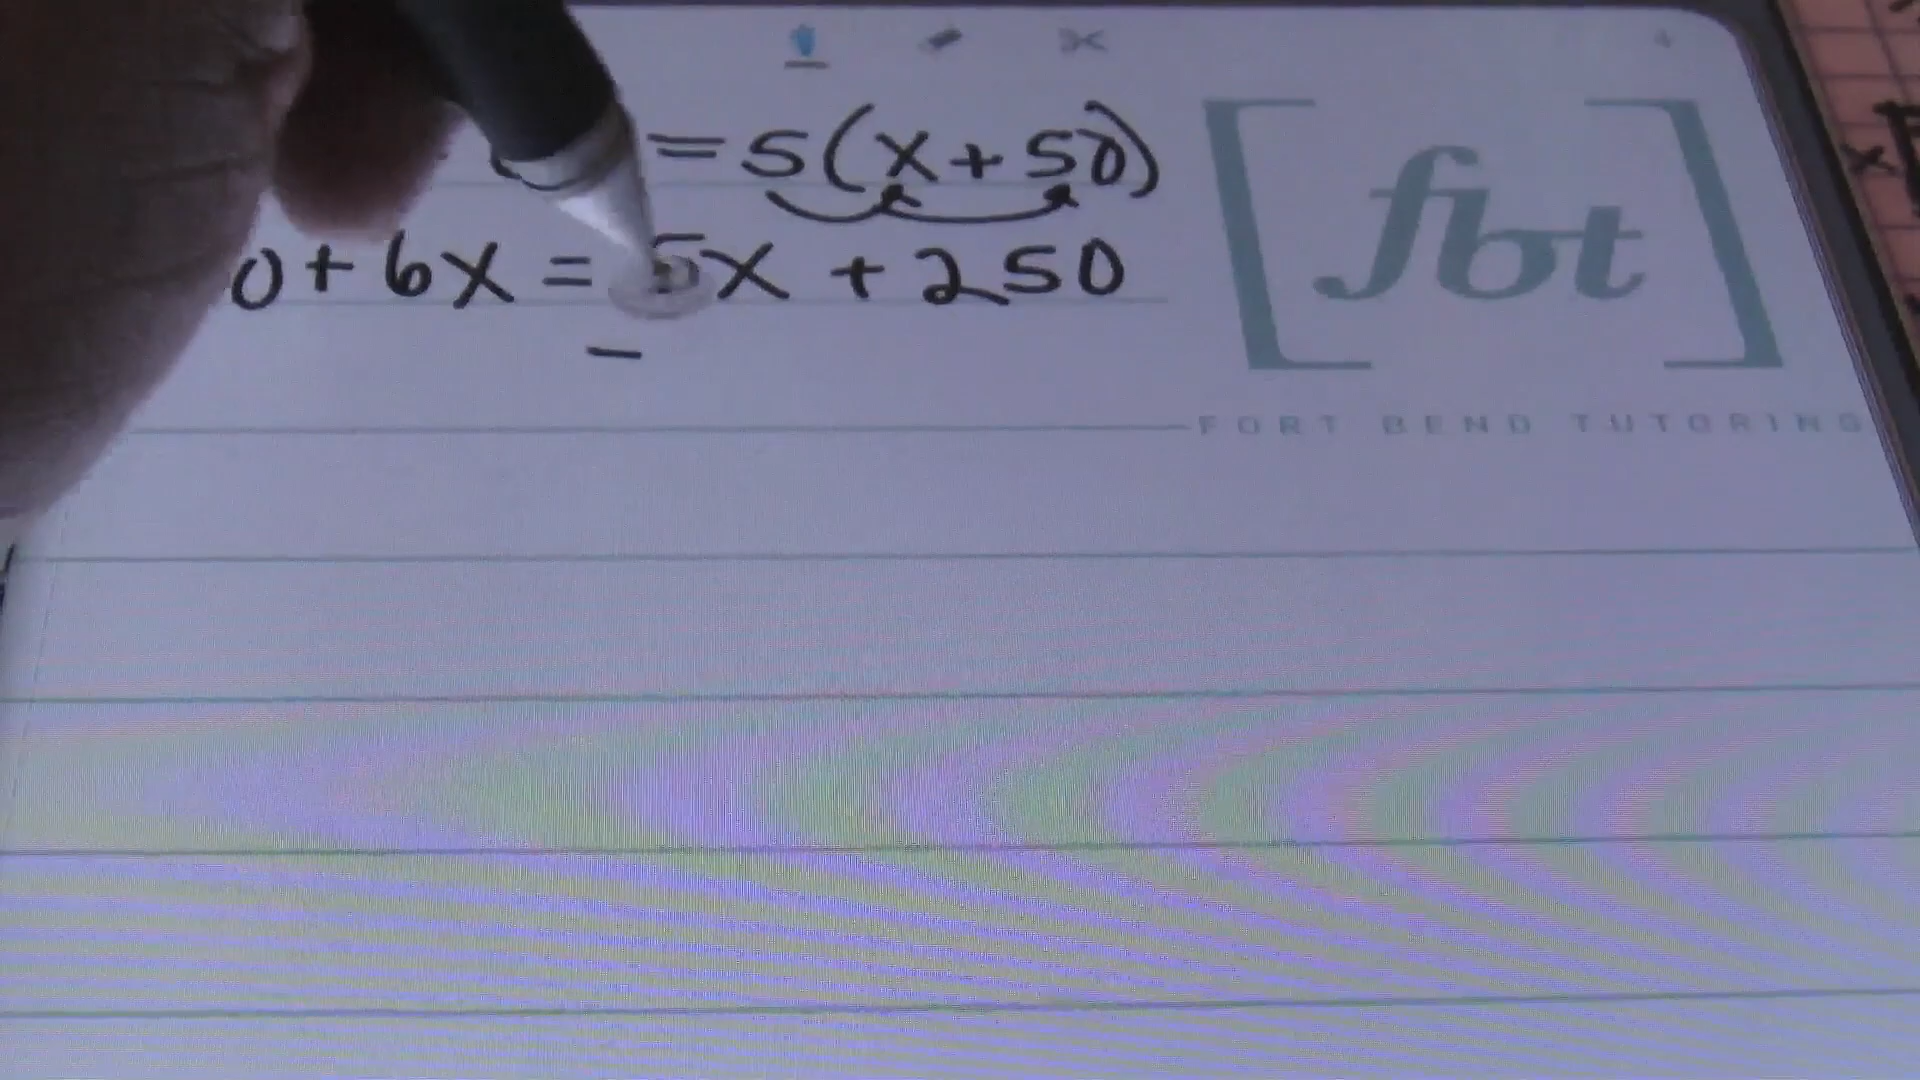 = 5(x + 50)
0 + 6x = 5x + 250
–
fbt
FORT BEND TUTORING